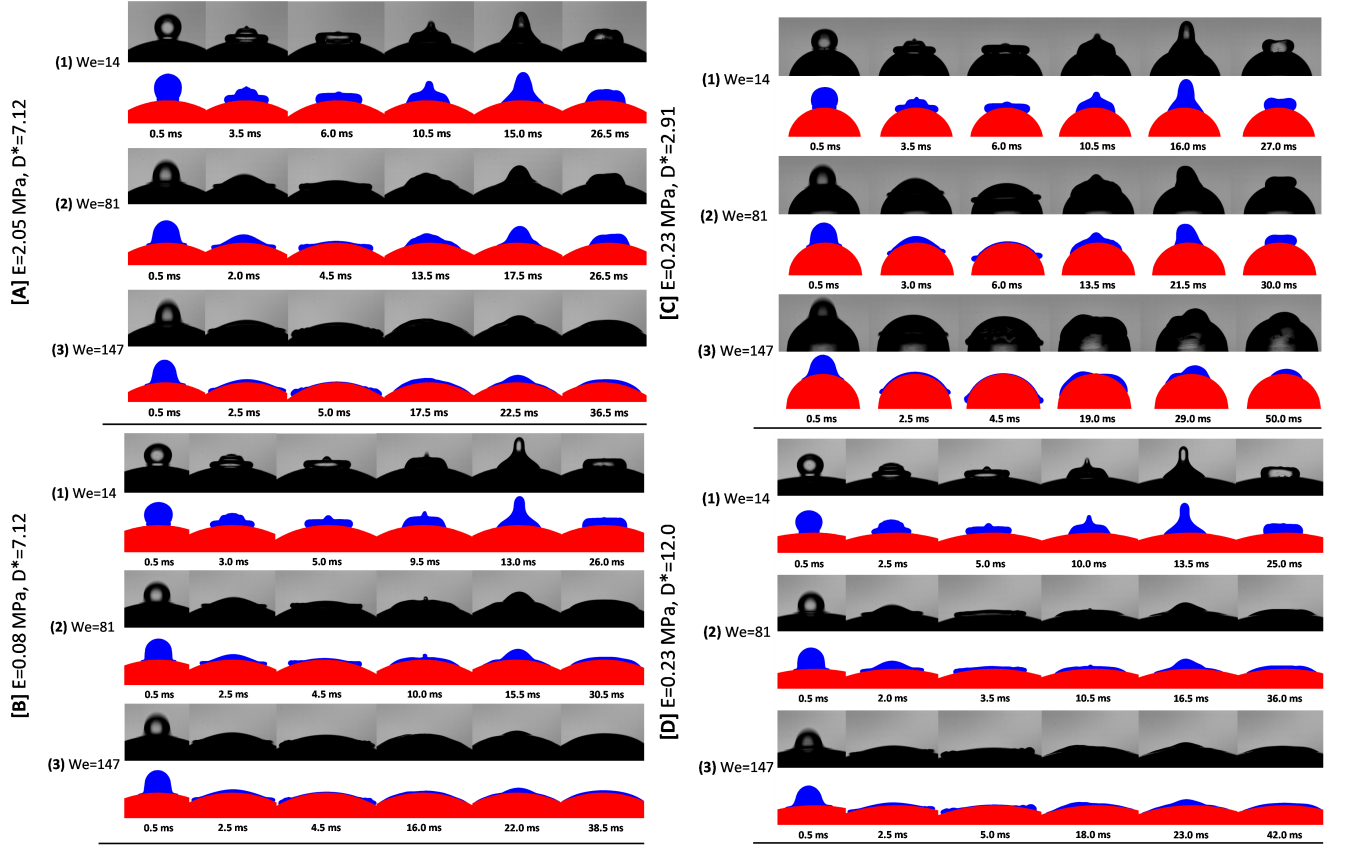 [A] E=2.05 MPa, D*=7.12
(1) We=14
0.5 ms 3.5 ms 6.0 ms 10.5 ms 15.0 ms 26.5 ms
(2) We=81
0.5 ms 2.0 ms 4.5 ms 13.5 ms 17.5 ms 26.5 ms
(3) We=147
0.5 ms 2.5 ms 5.0 ms 17.5 ms 22.5 ms 36.5 ms
[B] E=0.08 MPa, D*=7.12
(1) We=14
0.5 ms 3.0 ms 5.0 ms 9.5 ms 13.0 ms 26.0 ms
(2) We=81
0.5 ms 2.5 ms 4.5 ms 10.0 ms 15.5 ms 30.5 ms
(3) We=147
0.5 ms 2.5 ms 4.5 ms 16.0 ms 22.0 ms 38.5 ms
[C] E=0.23 MPa, D*=2.91
(1) We=14
0.5 ms 3.5 ms 6.0 ms 10.5 ms 16.0 ms 27.0 ms
(2) We=81
0.5 ms 3.0 ms 6.0 ms 13.5 ms 21.5 ms 30.0 ms
(3) We=147
0.5 ms 2.5 ms 4.5 ms 19.0 ms 29.0 ms 50.0 ms
[D] E=0.23 MPa, D*=12.0
(1) We=14
0.5 ms 2.5 ms 5.0 ms 10.0 ms 13.5 ms 25.0 ms
(2) We=81
0.5 ms 2.0 ms 3.5 ms 10.5 ms 16.5 ms 36.0 ms
(3) We=147
0.5 ms 2.5 ms 5.0 ms 18.0 ms 23.0 ms 42.0 ms